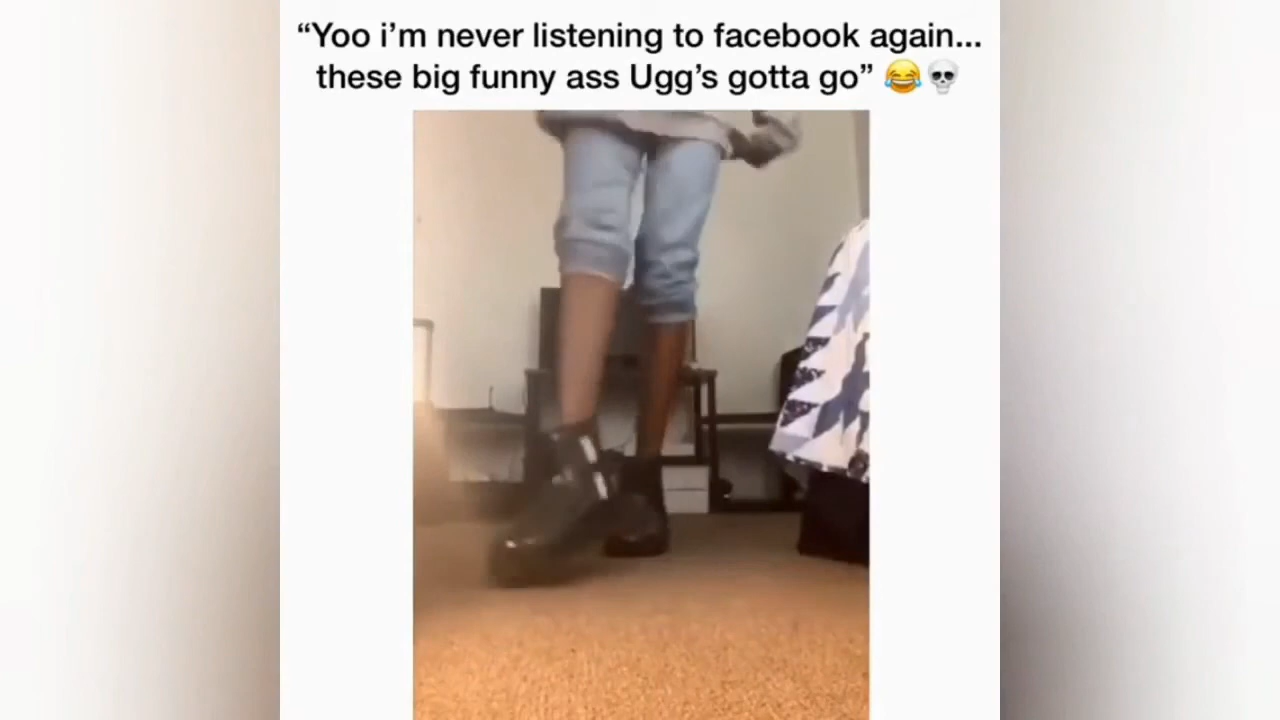 “Yoo i’m never listening to facebook again...
these big funny ass Ugg’s gotta go” 😂💀